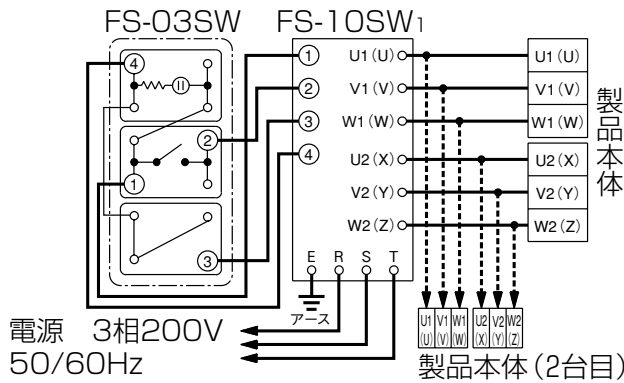 FS-03SW
FS-10SW1
4
2
1
3
1
2
3
4
U1(U)
V1(V)
W1(W)
U2(X)
V2(Y)
W2(Z)
E R S T
アース
U1(U)
V1(V)
W1(W)
U2(X)
V2(Y)
W2(Z)
製品本体
U1(U)
V1(V)
W1(W)
U2(X)
V2(Y)
W2(Z)
製品本体(2台目)
電源 3相200V
50/60Hz